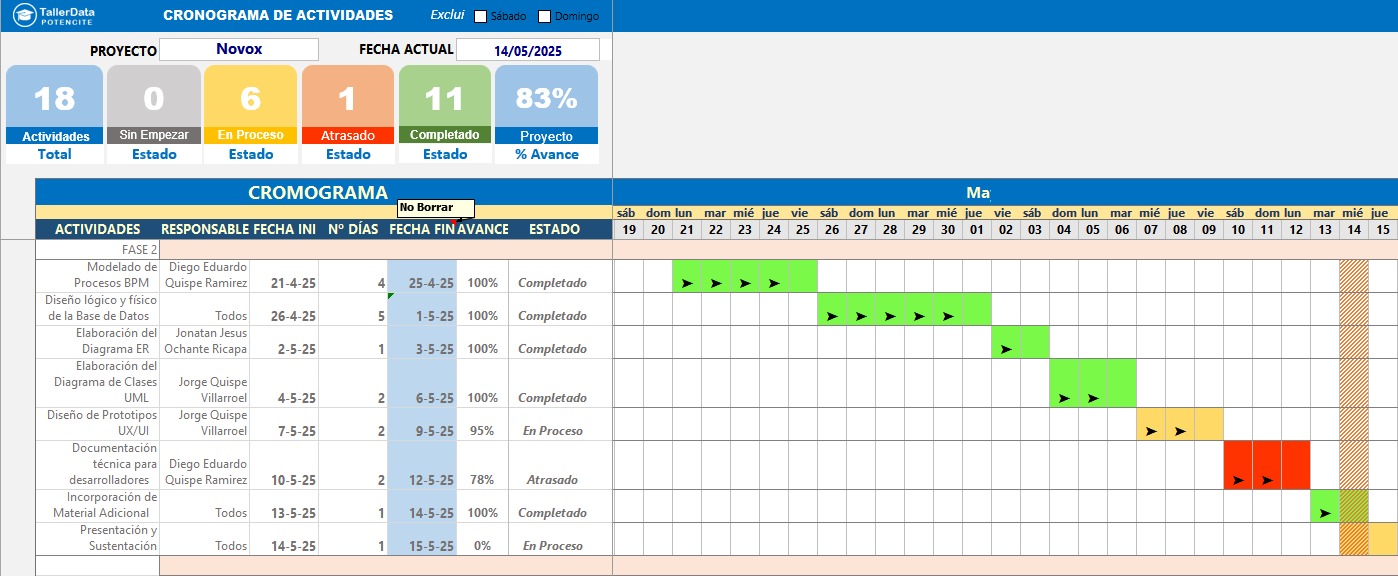 TallerData
POTENCITE
CRONOGRAMA DE ACTIVIDADES
Exclui Sábado Domingo
PROYECTO Novox FECHA ACTUAL 14/05/2025
18 0 6 1 11 83%
Actividades Sin Empezar En Proceso Atrasado Completado Proyecto
Total Estado Estado Estado Estado % Avance
CROMOGRAMA Ma
No Borrar
sáb dom lun mar mié jue vie sáb dom lun mar mié jue vie sáb dom lun mar mié jue vie sáb dom lun mar mié jue
ACTIVIDADES RESPONSABLE FECHA INI Nº DÍAS FECHA FIN AVANCE ESTADO 19 20 21 22 23 24 25 26 27 28 29 30 01 02 03 04 05 06 07 08 09 10 11 12 13 14 15
FASE 2
Modelado de Diego Eduardo
Procesos BPM Quispe Ramirez 21-4-25 4 25-4-25 100% Completado
Diseño lógico y físico
de la Base de Datos Todos 26-4-25 5 1-5-25 100% Completado
Elaboración del Jonatan Jesus
Diagrama ER Ochante Ricapa 2-5-25 1 3-5-25 100% Completado
Elaboración del
Diagrama de Clases Jorge Quispe
UML Villarroel 4-5-25 2 6-5-25 100% Completado
Diseño de Prototipos Jorge Quispe
UX/UI Villarroel 7-5-25 2 9-5-25 95% En Proceso
Documentación
técnica para Diego Eduardo
desarrolladores Quispe Ramirez 10-5-25 2 12-5-25 78% Atrasado
Incorporación de
Material Adicional Todos 13-5-25 1 14-5-25 100% Completado
Presentación y
Sustentación Todos 14-5-25 1 15-5-25 0% En Proceso